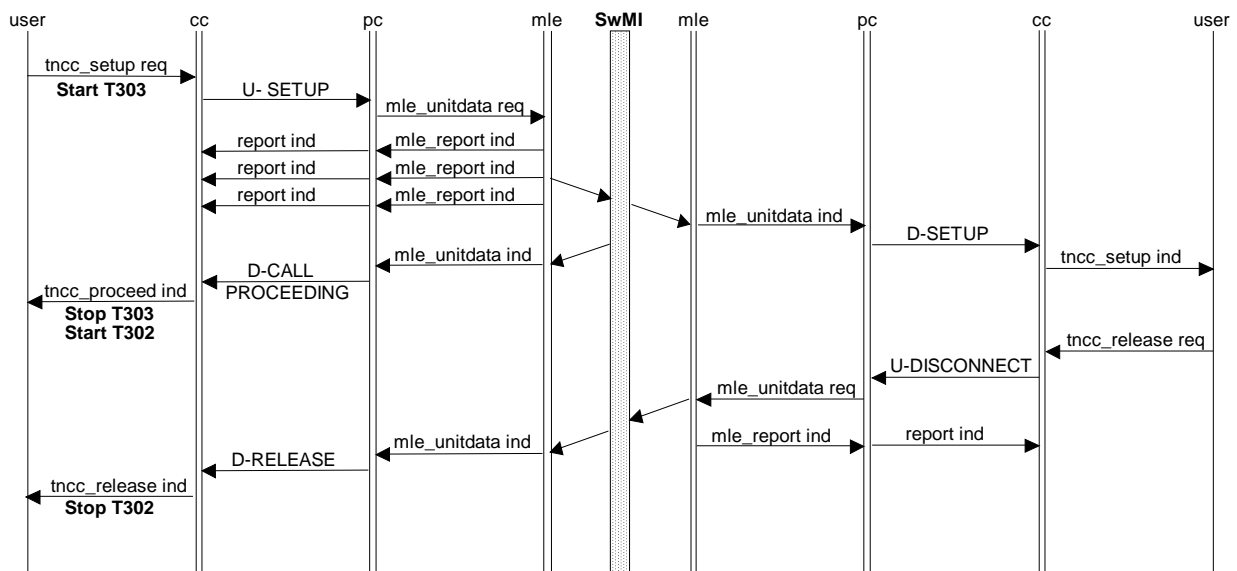 user cc pc mle SwMI mle pc cc user
tncc_setup req
Start T303
U- SETUP
mle_unitdata req
report ind mle_report ind
report ind mle_report ind
report ind mle_report ind
mle_unitdata ind
D-SETUP
mle_unitdata ind
tncc_setup ind
D-CALL
PROCEEDING
tncc_proceed ind
Stop T303
Start T302
tncc_release req
U-DISCONNECT
mle_unitdata req
mle_unitdata ind
mle_report ind
report ind
D-RELEASE
tncc_release ind
Stop T302